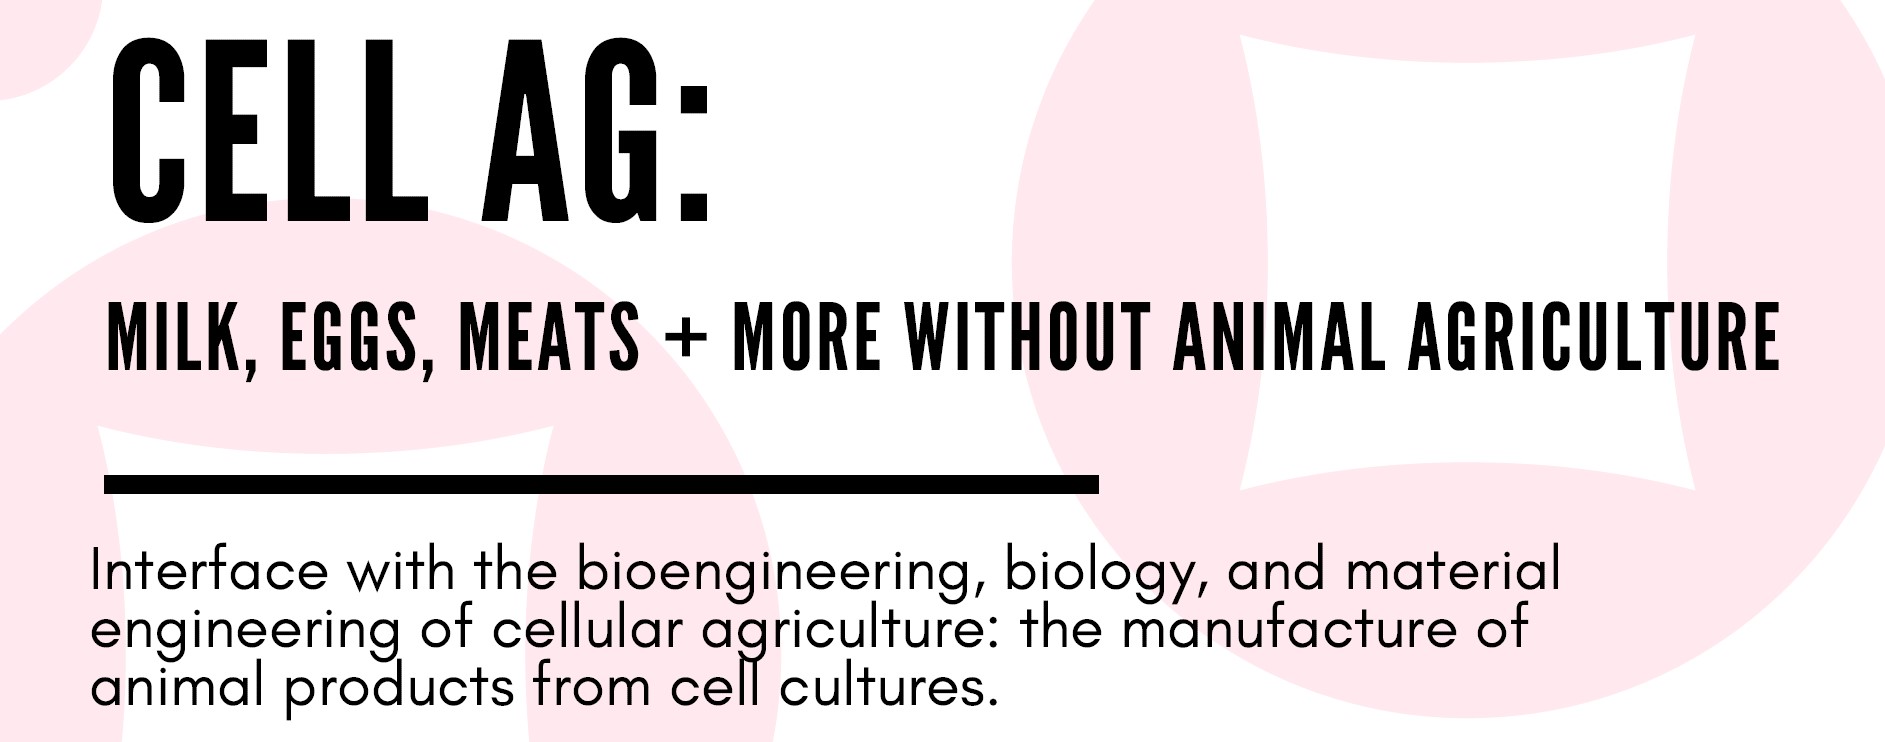 CELL AG:
MILK, EGGS, MEATS + MORE WITHOUT ANIMAL AGRICULTURE
Interface with the bioengineering, biology, and material
engineering of cellular agriculture: the manufacture of
animal products from cell cultures.